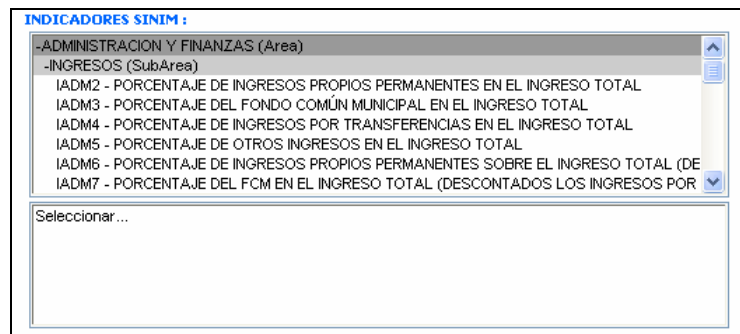 INDICADORES SINIM :
-ADMINISTRACION Y FINANZAS (Area)
-INGRESOS (SubArea)
IADM2 - PORCENTAJE DE INGRESOS PROPIOS PERMANENTES EN EL INGRESO TOTAL
IADM3 - PORCENTAJE DEL FONDO COMÚN MUNICIPAL EN EL INGRESO TOTAL
IADM4 - PORCENTAJE DE INGRESOS POR TRANSFERENCIAS EN EL INGRESO TOTAL
IADM5 - PORCENTAJE DE OTROS INGRESOS EN EL INGRESO TOTAL
IADM6 - PORCENTAJE DE INGRESOS PROPIOS PERMANENTES SOBRE EL INGRESO TOTAL (DE
IADM7 - PORCENTAJE DEL FCM EN EL INGRESO TOTAL (DESCONTADOS LOS INGRESOS POR
Seleccionar...